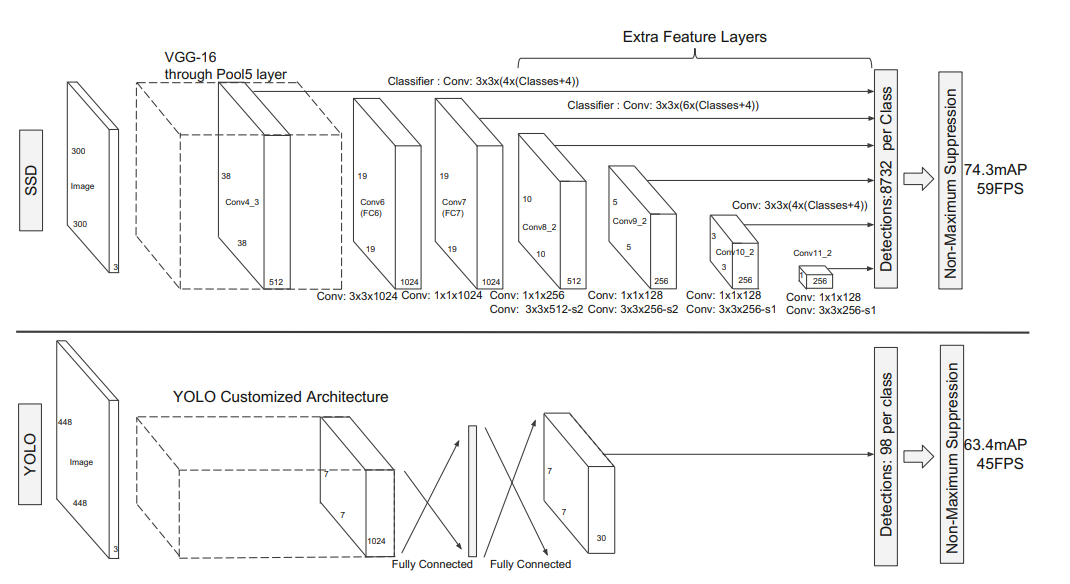 Extra Feature Layers
VGG-16
through Pool5 layer
Classifier : Conv: 3x3x(4x(Classes+4))
Classifier : Conv: 3x3x(6x(Classes+4))
SSD
300
Image
300
3
38
Conv4_3
38
512
19
Conv6
(FC6)
19
1024
19
Conv7
(FC7)
19
1024
10
Conv8_2
10
512
5
Conv9_2
5
256
Conv: 3x3x(4x(Classes+4))
3
Conv10_2
3
256
Conv11_2
1
256
Conv: 3x3x1024
Conv: 1x1x1024
Conv: 1x1x256
Conv: 3x3x512-s2
Conv: 1x1x128
Conv: 3x3x256-s2
Conv: 1x1x128
Conv: 3x3x256-s1
Conv: 1x1x128
Conv: 3x3x256-s1
Detections:8732 per Class
Non-Maximum Suppression
74.3mAP
59FPS
YOLO
448
Image
448
3
YOLO Customized Architecture
7
7
1024
Fully Connected
Fully Connected
7
7
30
Detections: 98 per class
Non-Maximum Suppression
63.4mAP
45FPS